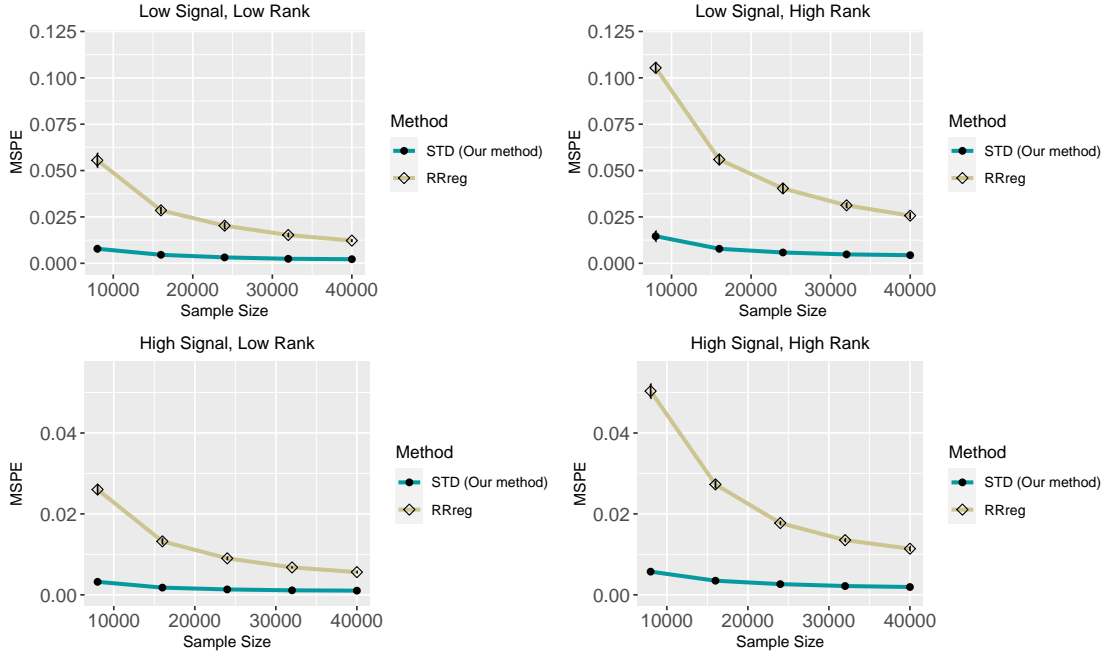 Low Signal, Low Rank
0.125
0.100
0.075
0.050
0.025
0.000
MSPE
10000 20000 30000 40000
Sample Size
Method
STD (Our method)
RRreg
Low Signal, High Rank
0.125
0.100
0.075
0.050
0.025
0.000
MSPE
10000 20000 30000 40000
Sample Size
Method
STD (Our method)
RRreg
High Signal, Low Rank
0.04
0.02
0.00
MSPE
10000 20000 30000 40000
Sample Size
Method
STD (Our method)
RRreg
High Signal, High Rank
0.04
0.02
0.00
MSPE
10000 20000 30000 40000
Sample Size
Method
STD (Our method)
RRreg